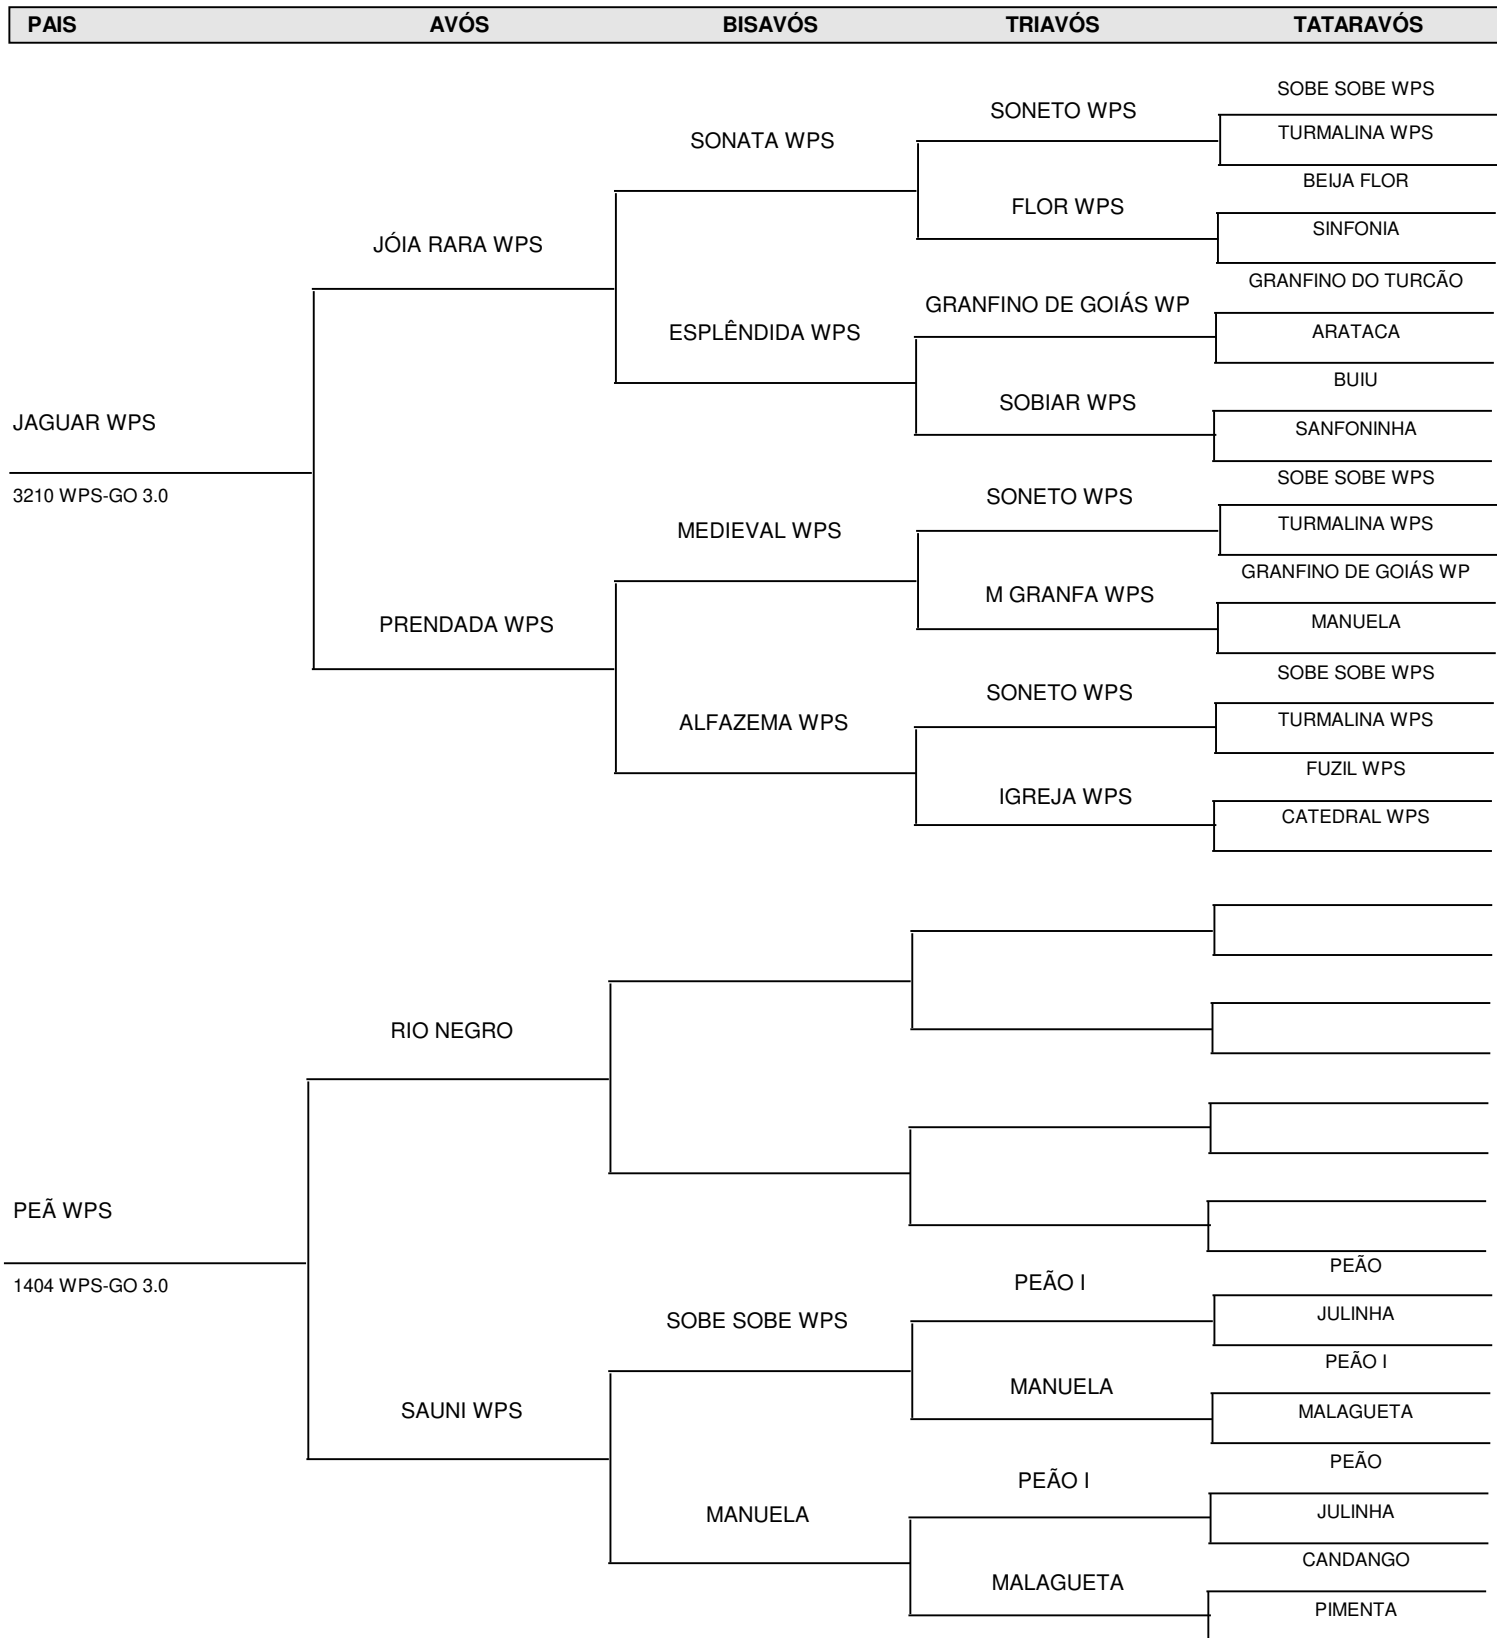 PAIS AVÓS BISAVÓS TRIAVÓS TATARAVÓS
SOBE SOBE WPS
SONETO WPS
TURMALINA WPS
SONATA WPS
BEIJA FLOR
FLOR WPS
SINFONIA
JÓIA RARA WPS
GRANFINO DO TURCÃO
GRANFINO DE GOIÁS WP
ARATACA
ESPLÊNDIDA WPS
BUIU
SOBIAR WPS
JAGUAR WPS
SANFONINHA
SOBE SOBE WPS
3210 WPS-GO 3.0
SONETO WPS
TURMALINA WPS
MEDIEVAL WPS
GRANFINO DE GOIÁS WP
M GRANFA WPS
MANUELA
PRENDADA WPS
SOBE SOBE WPS
SONETO WPS
TURMALINA WPS
ALFAZEMA WPS
FUZIL WPS
IGREJA WPS
CATEDRAL WPS
RIO NEGRO
PEÃ WPS
PEÃO
1404 WPS-GO 3.0
PEÃO I
JULINHA
SOBE SOBE WPS
PEÃO I
MANUELA
SAUNI WPS
MALAGUETA
PEÃO
PEÃO I
JULINHA
MANUELA
CANDANGO
MALAGUETA
PIMENTA